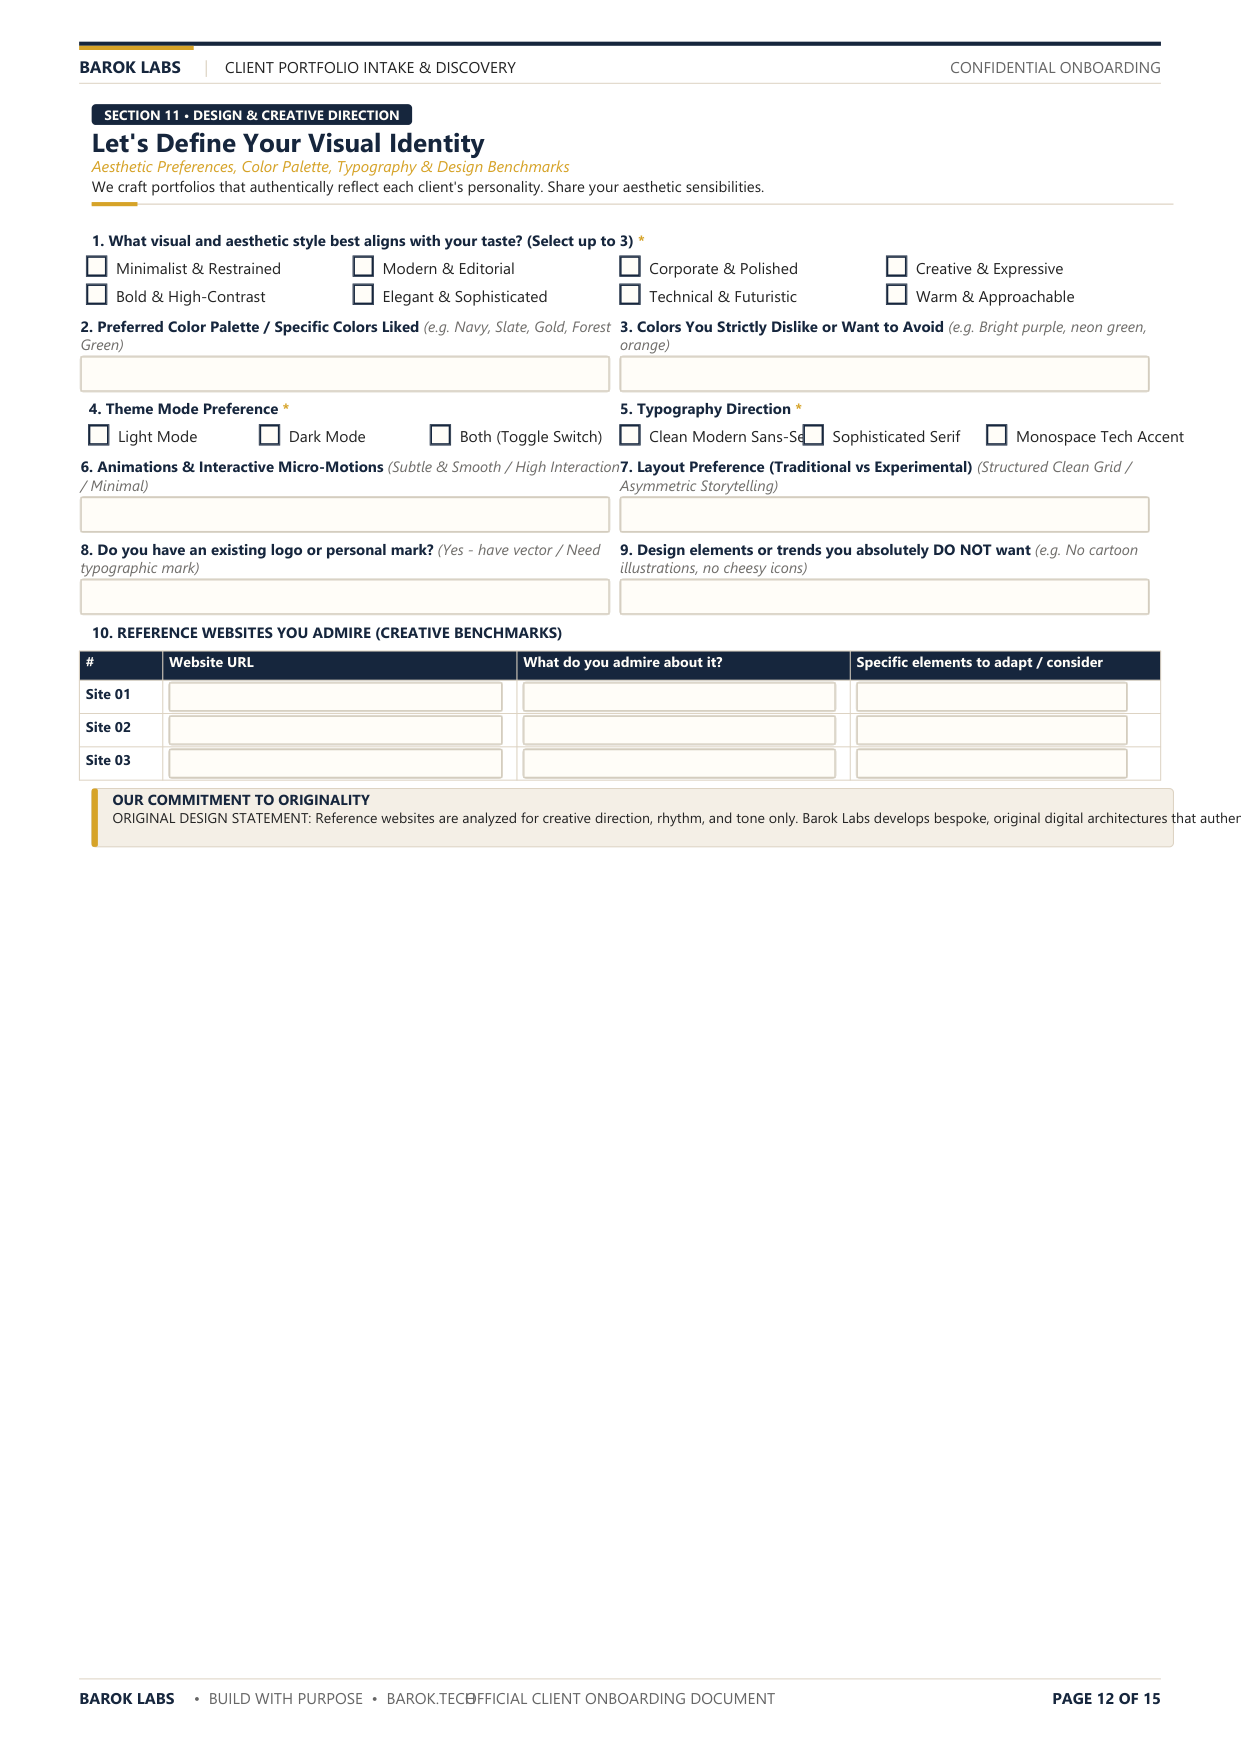 BAROK LABS | CLIENT PORTFOLIO INTAKE & DISCOVERY CONFIDENTIAL ONBOARDING
SECTION 11 • DESIGN & CREATIVE DIRECTION
Let's Define Your Visual Identity
Aesthetic Preferences, Color Palette, Typography & Design Benchmarks
We craft portfolios that authentically reflect each client's personality. Share your aesthetic sensibilities.
1. What visual and aesthetic style best aligns with your taste? (Select up to 3) *
Minimalist & Restrained Modern & Editorial Corporate & Polished Creative & Expressive
Bold & High-Contrast Elegant & Sophisticated Technical & Futuristic Warm & Approachable
2. Preferred Color Palette / Specific Colors Liked (e.g. Navy, Slate, Gold, Forest
Green)
3. Colors You Strictly Dislike or Want to Avoid (e.g. Bright purple, neon green,
orange)
4. Theme Mode Preference *
Light Mode Dark Mode Both (Toggle Switch)
5. Typography Direction *
Clean Modern Sans-Se Sophisticated Serif Monospace Tech Accent
6. Animations & Interactive Micro-Motions (Subtle & Smooth / High Interaction
/ Minimal)
7. Layout Preference (Traditional vs Experimental) (Structured Clean Grid /
Asymmetric Storytelling)
8. Do you have an existing logo or personal mark? (Yes - have vector / Need
typographic mark)
9. Design elements or trends you absolutely DO NOT want (e.g. No cartoon
illustrations, no cheesy icons)
10. REFERENCE WEBSITES YOU ADMIRE (CREATIVE BENCHMARKS)
# Website URL What do you admire about it? Specific elements to adapt / consider
Site 01
Site 02
Site 03
OUR COMMITMENT TO ORIGINALITY
ORIGINAL DESIGN STATEMENT: Reference websites are analyzed for creative direction, rhythm, and tone only. Barok Labs develops bespoke, original digital architectures that authen
BAROK LABS • BUILD WITH PURPOSE • BAROK.TECH OFFICIAL CLIENT ONBOARDING DOCUMENT PAGE 12 OF 15